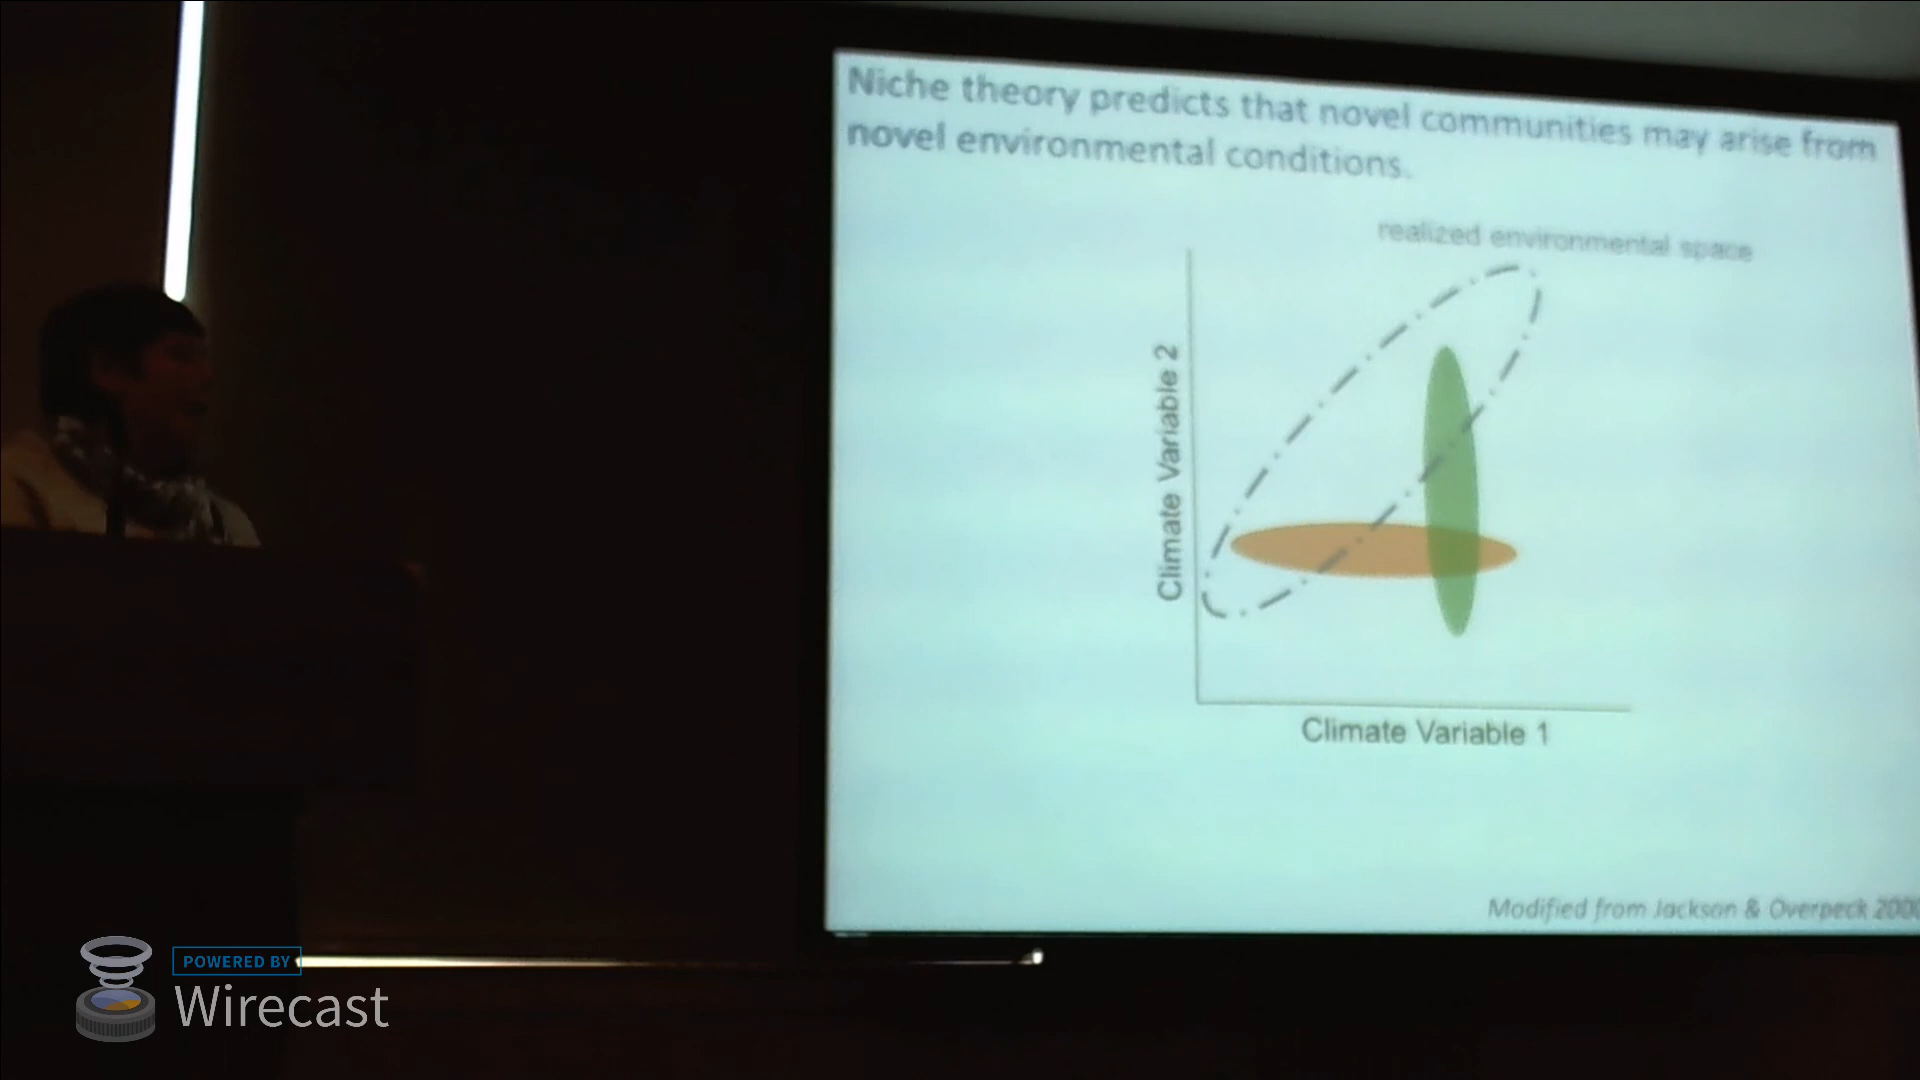 Niche theory predicts that novel communities may arise from
novel environmental conditions.
realized environmental space
Climate Variable 2
Climate Variable 1
Modified from Jackson & Overpeck
POWERED BY
Wirecast